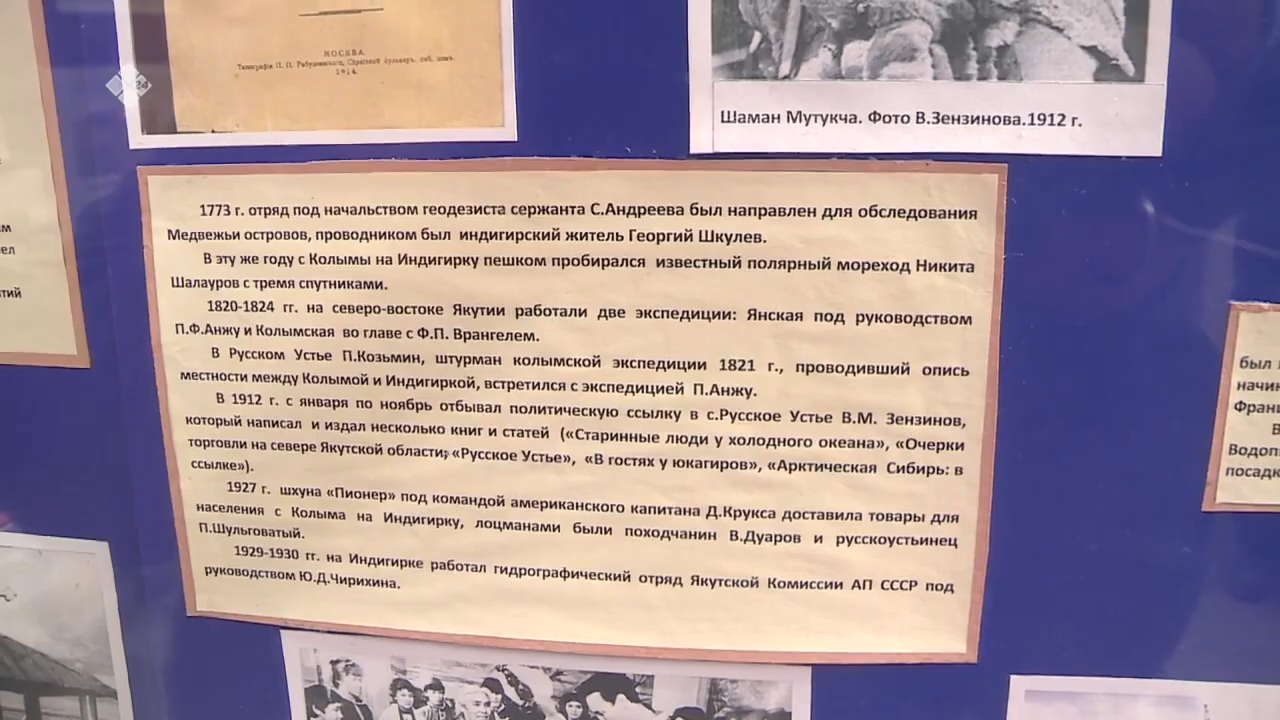 МОСКВА.
Типографія П. П. Рябушинскаго, Страстной бульваръ, соб. домъ.
1914.
Шаман Мутукча. Фото В.Зензинова.1912 г.
1773 г. отряд под начальством геодезиста сержанта С.Андреева был направлен для обследования
Медвежьи островов, проводником был индигирский житель Георгий Шкулев.
В эту же году с Колымы на Индигирку пешком пробирался известный полярный мореход Никита
Шалауров с тремя спутниками.
1820-1824 гг. на северо-востоке Якутии работали две экспедиции: Янская под руководством
П.Ф.Анжу и Колымская во главе с Ф.П. Врангелем.
В Русском Устье П.Козьмин, штурман колымской экспедиции 1821 г., проводивший опись
местности между Колымой и Индигиркой, встретился с экспедицией П.Анжу.
В 1912 г. с января по ноябрь отбывал политическую ссылку в с.Русское Устье В.М. Зензинов,
который написал и издал несколько книг и статей («Старинные люди у холодного океана», «Очерки
торговли на севере Якутской области; «Русское Устье», «В гостях у юкагиров», «Арктическая Сибирь: в
ссылке»).
1927 г. шхуна «Пионер» под командой американского капитана Д.Крукса доставила товары для
населения с Колыма на Индигирку, лоцманами были походчанин В.Дуаров и русскоустьинец
П.Шульговатый.
1929-1930 гг. на Индигирке работал гидрографический отряд Якутской Комиссии АП СССР под
руководством Ю.Д.Чирихина.
был
начин
Фран
В
Водоп
посадк